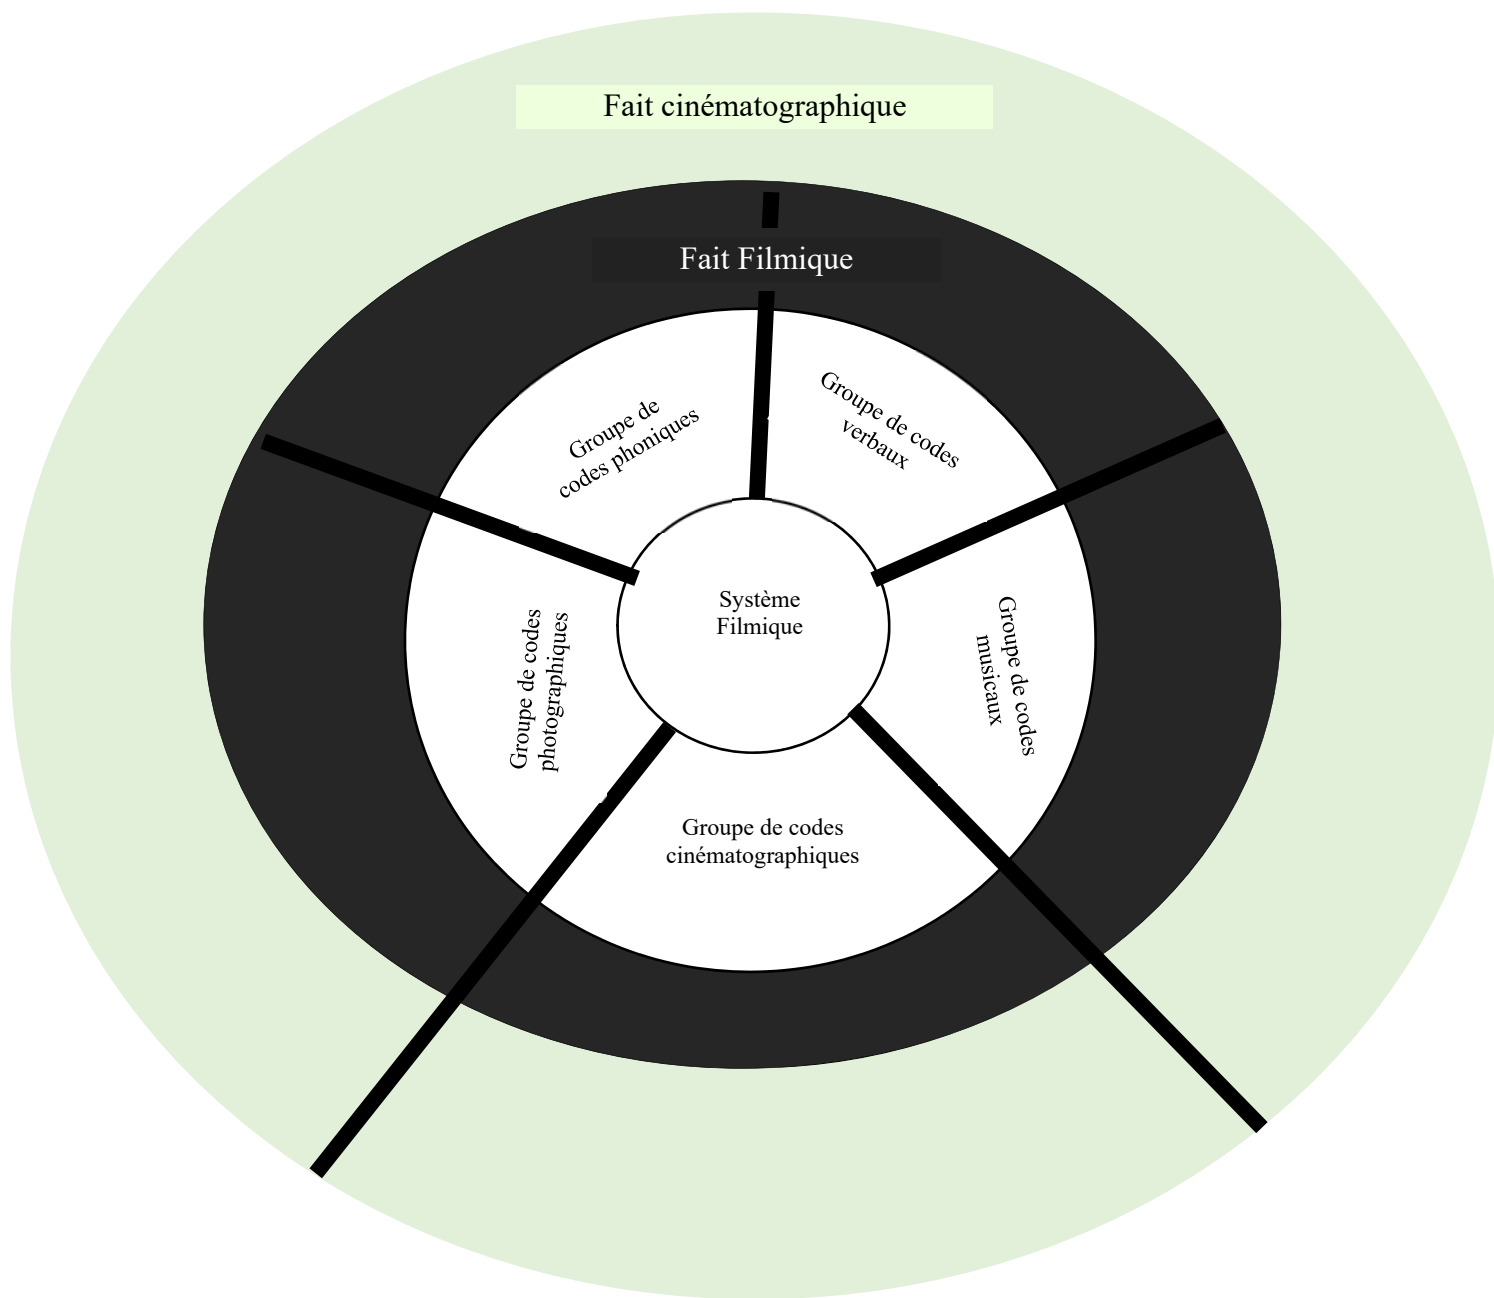 Fait cinématographique
Fait Filmique
Groupe de
codes phoniques
Groupe de codes
verbaux
Système
Filmique
Groupe de codes
photographiques
Groupe de codes
musicaux
Groupe de codes
cinématographiques